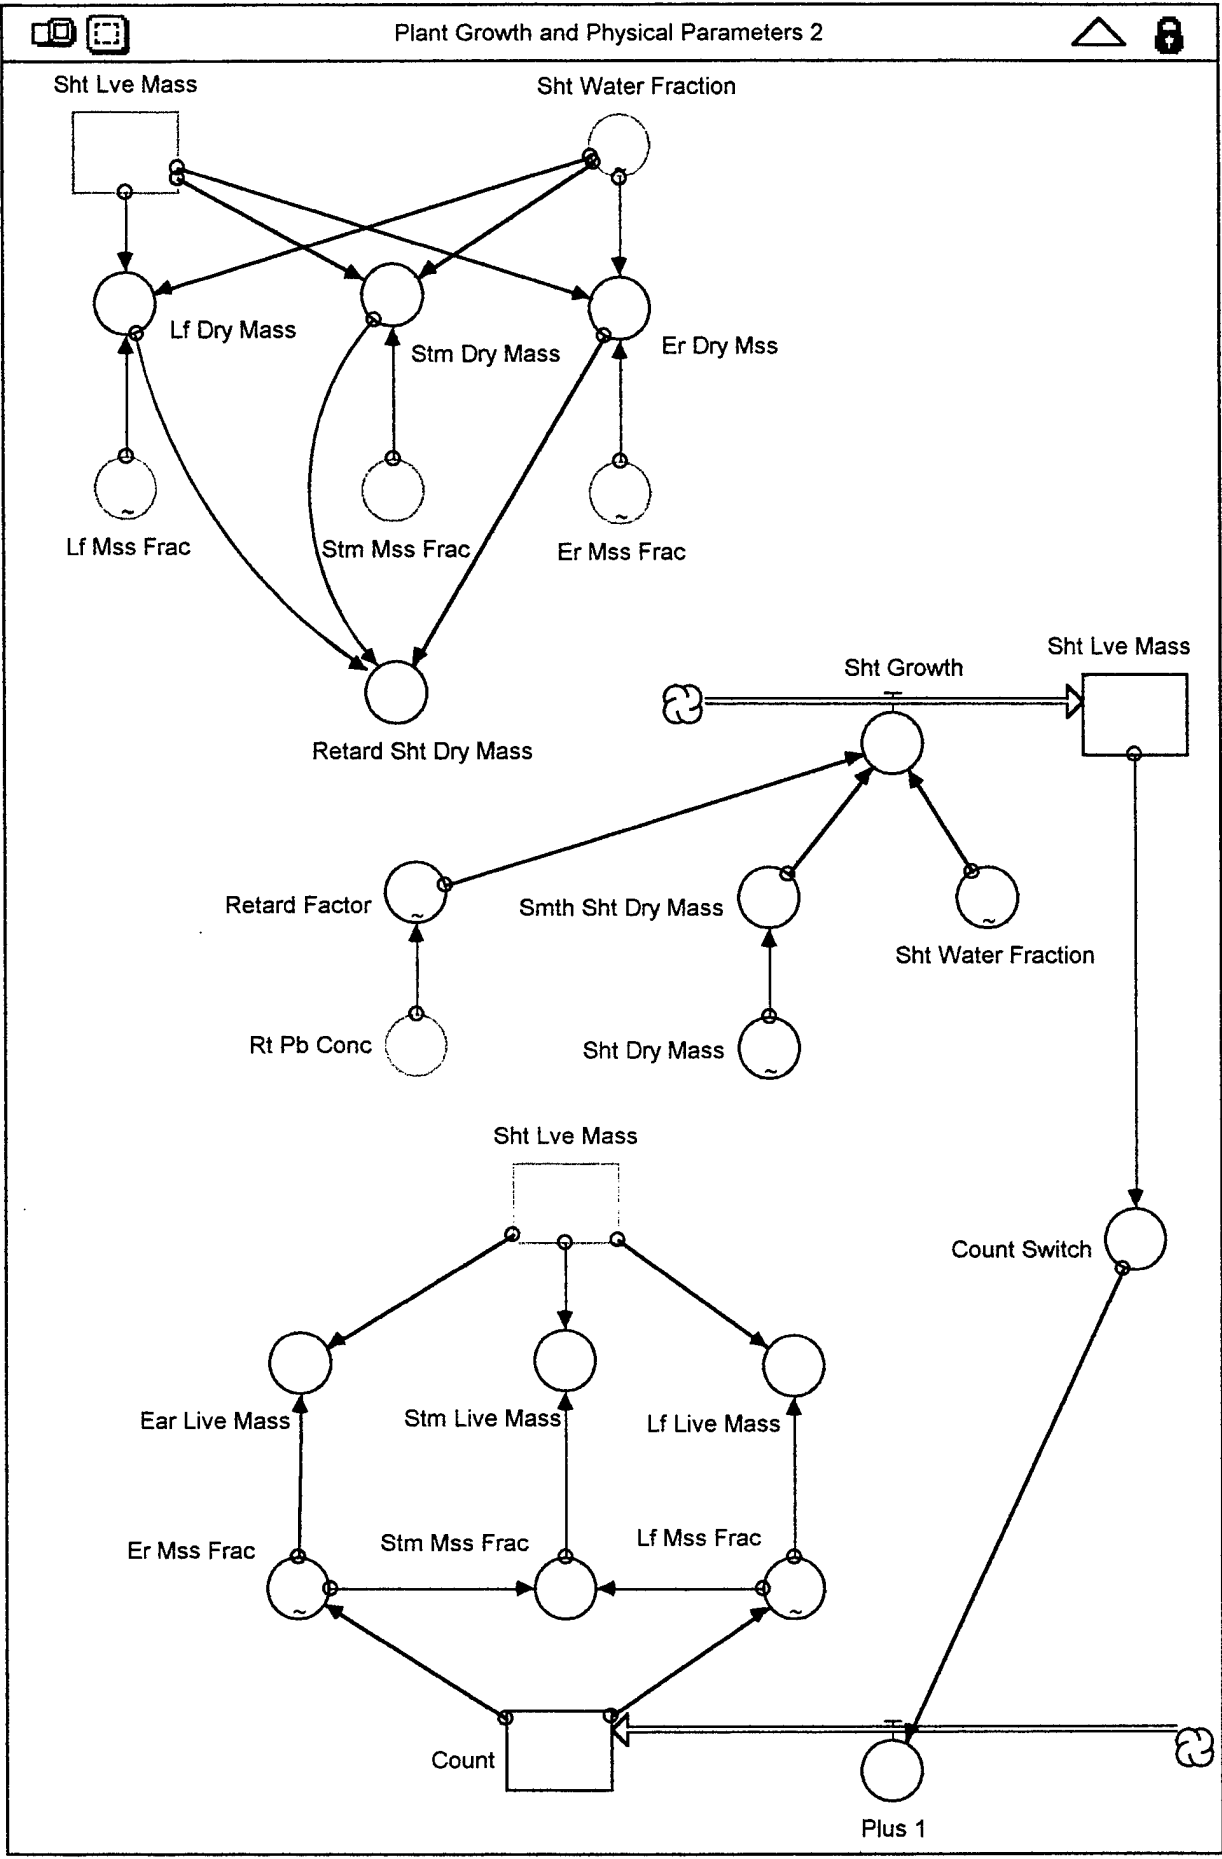 Plant Growth and Physical Parameters 2
Sht Lve Mass
Sht Water Fraction
Lf Dry Mass
Stm Dry Mass
Er Dry Mss
Lf Mss Frac
Stm Mss Frac
Er Mss Frac
Retard Sht Dry Mass
Sht Growth
Sht Lve Mass
Retard Factor
Smth Sht Dry Mass
Sht Water Fraction
Rt Pb Conc
Sht Dry Mass
Sht Lve Mass
Count Switch
Ear Live Mass
Stm Live Mass
Lf Live Mass
Er Mss Frac
Stm Mss Frac
Lf Mss Frac
Count
Plus 1